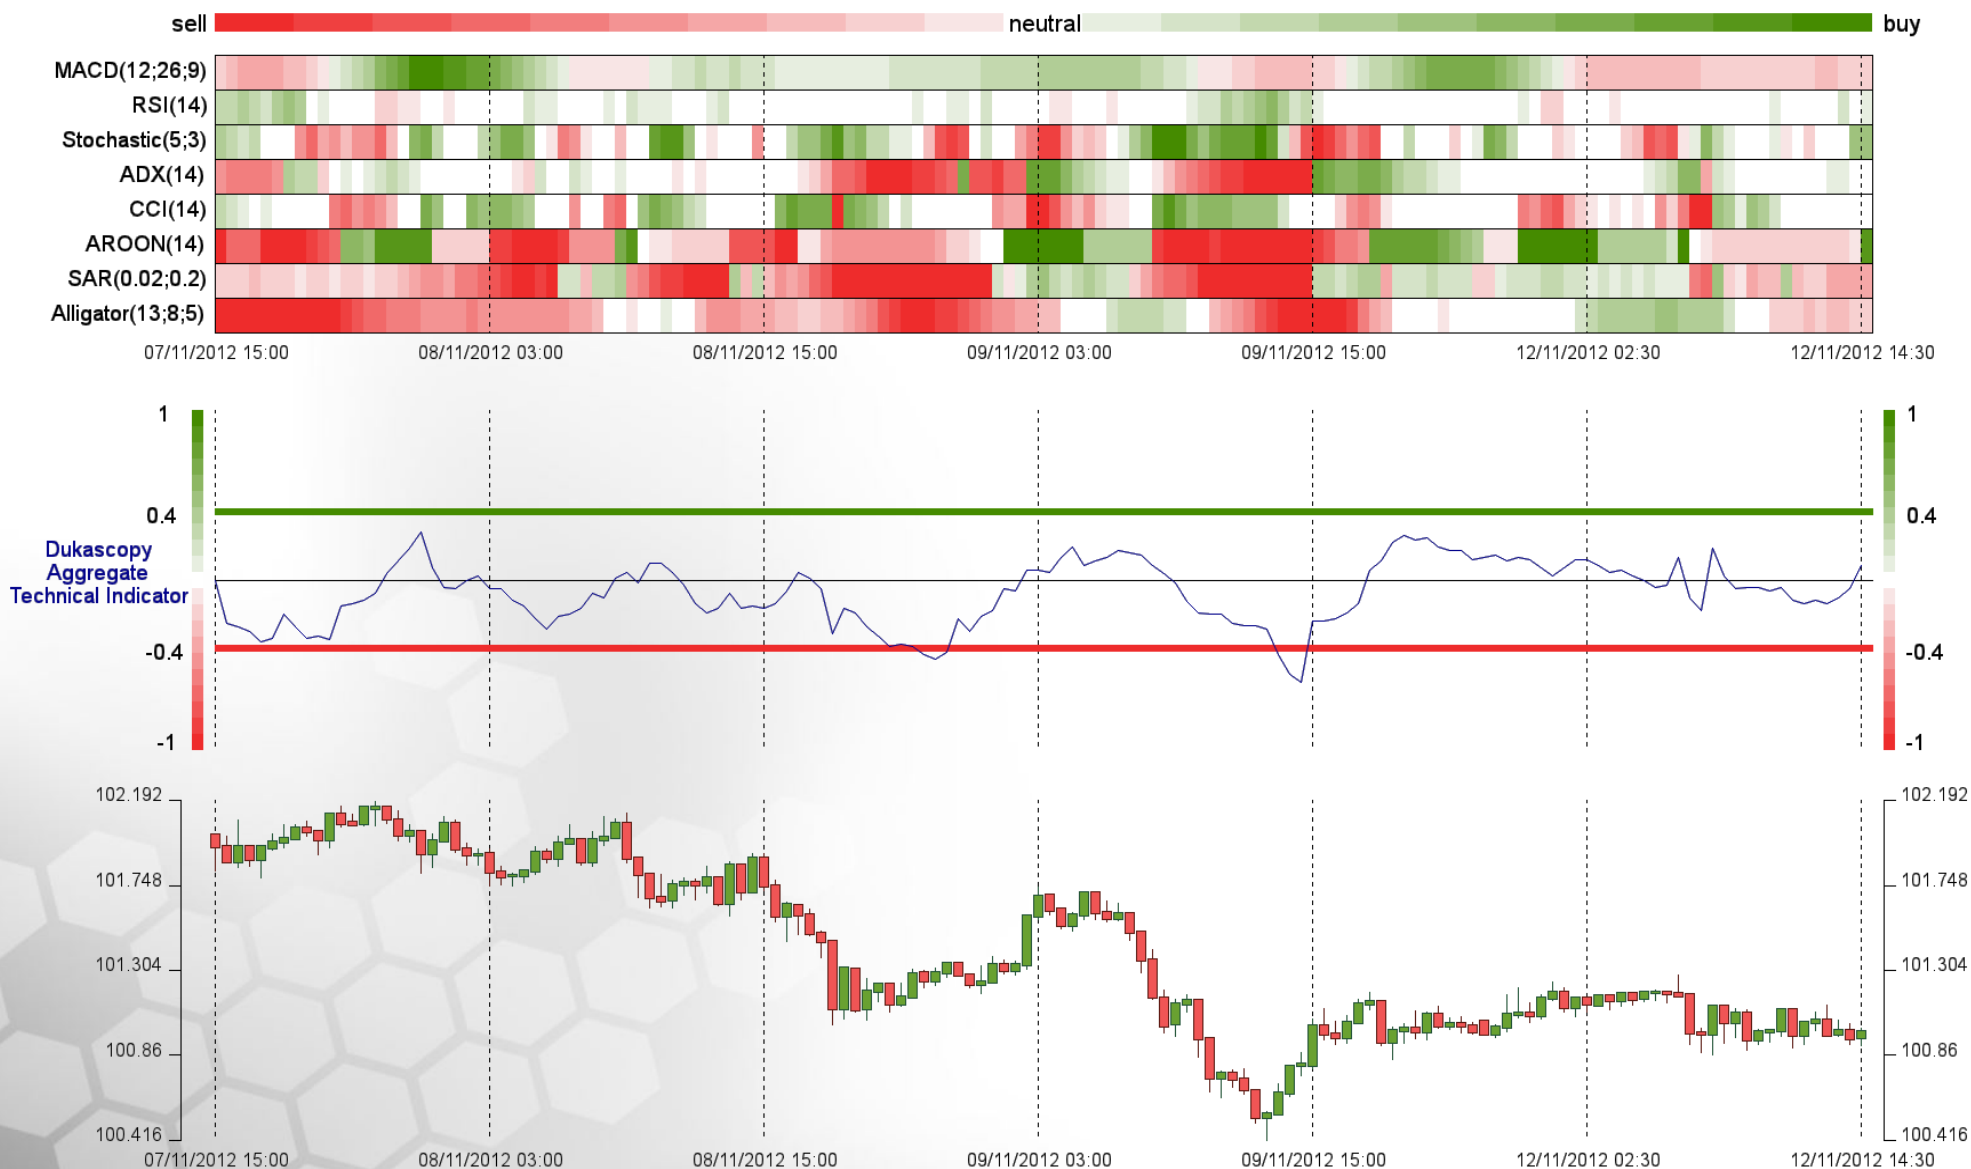 sell neutral buy
MACD(12;26;9)
RSI(14)
Stochastic(5;3)
ADX(14)
CCI(14)
AROON(14)
SAR(0.02;0.2)
Alligator(13;8;5)
07/11/2012 15:00 08/11/2012 03:00 08/11/2012 15:00 09/11/2012 03:00 09/11/2012 15:00 12/11/2012 02:30 12/11/2012 14:30
1 1
0.4 0.4
Dukascopy
Aggregate
Technical Indicator
-0.4 -0.4
-1 -1
102.192 102.192
101.748 101.748
101.304 101.304
100.86 100.86
100.416 100.416
07/11/2012 15:00 08/11/2012 03:00 08/11/2012 15:00 09/11/2012 03:00 09/11/2012 15:00 12/11/2012 02:30 12/11/2012 14:30